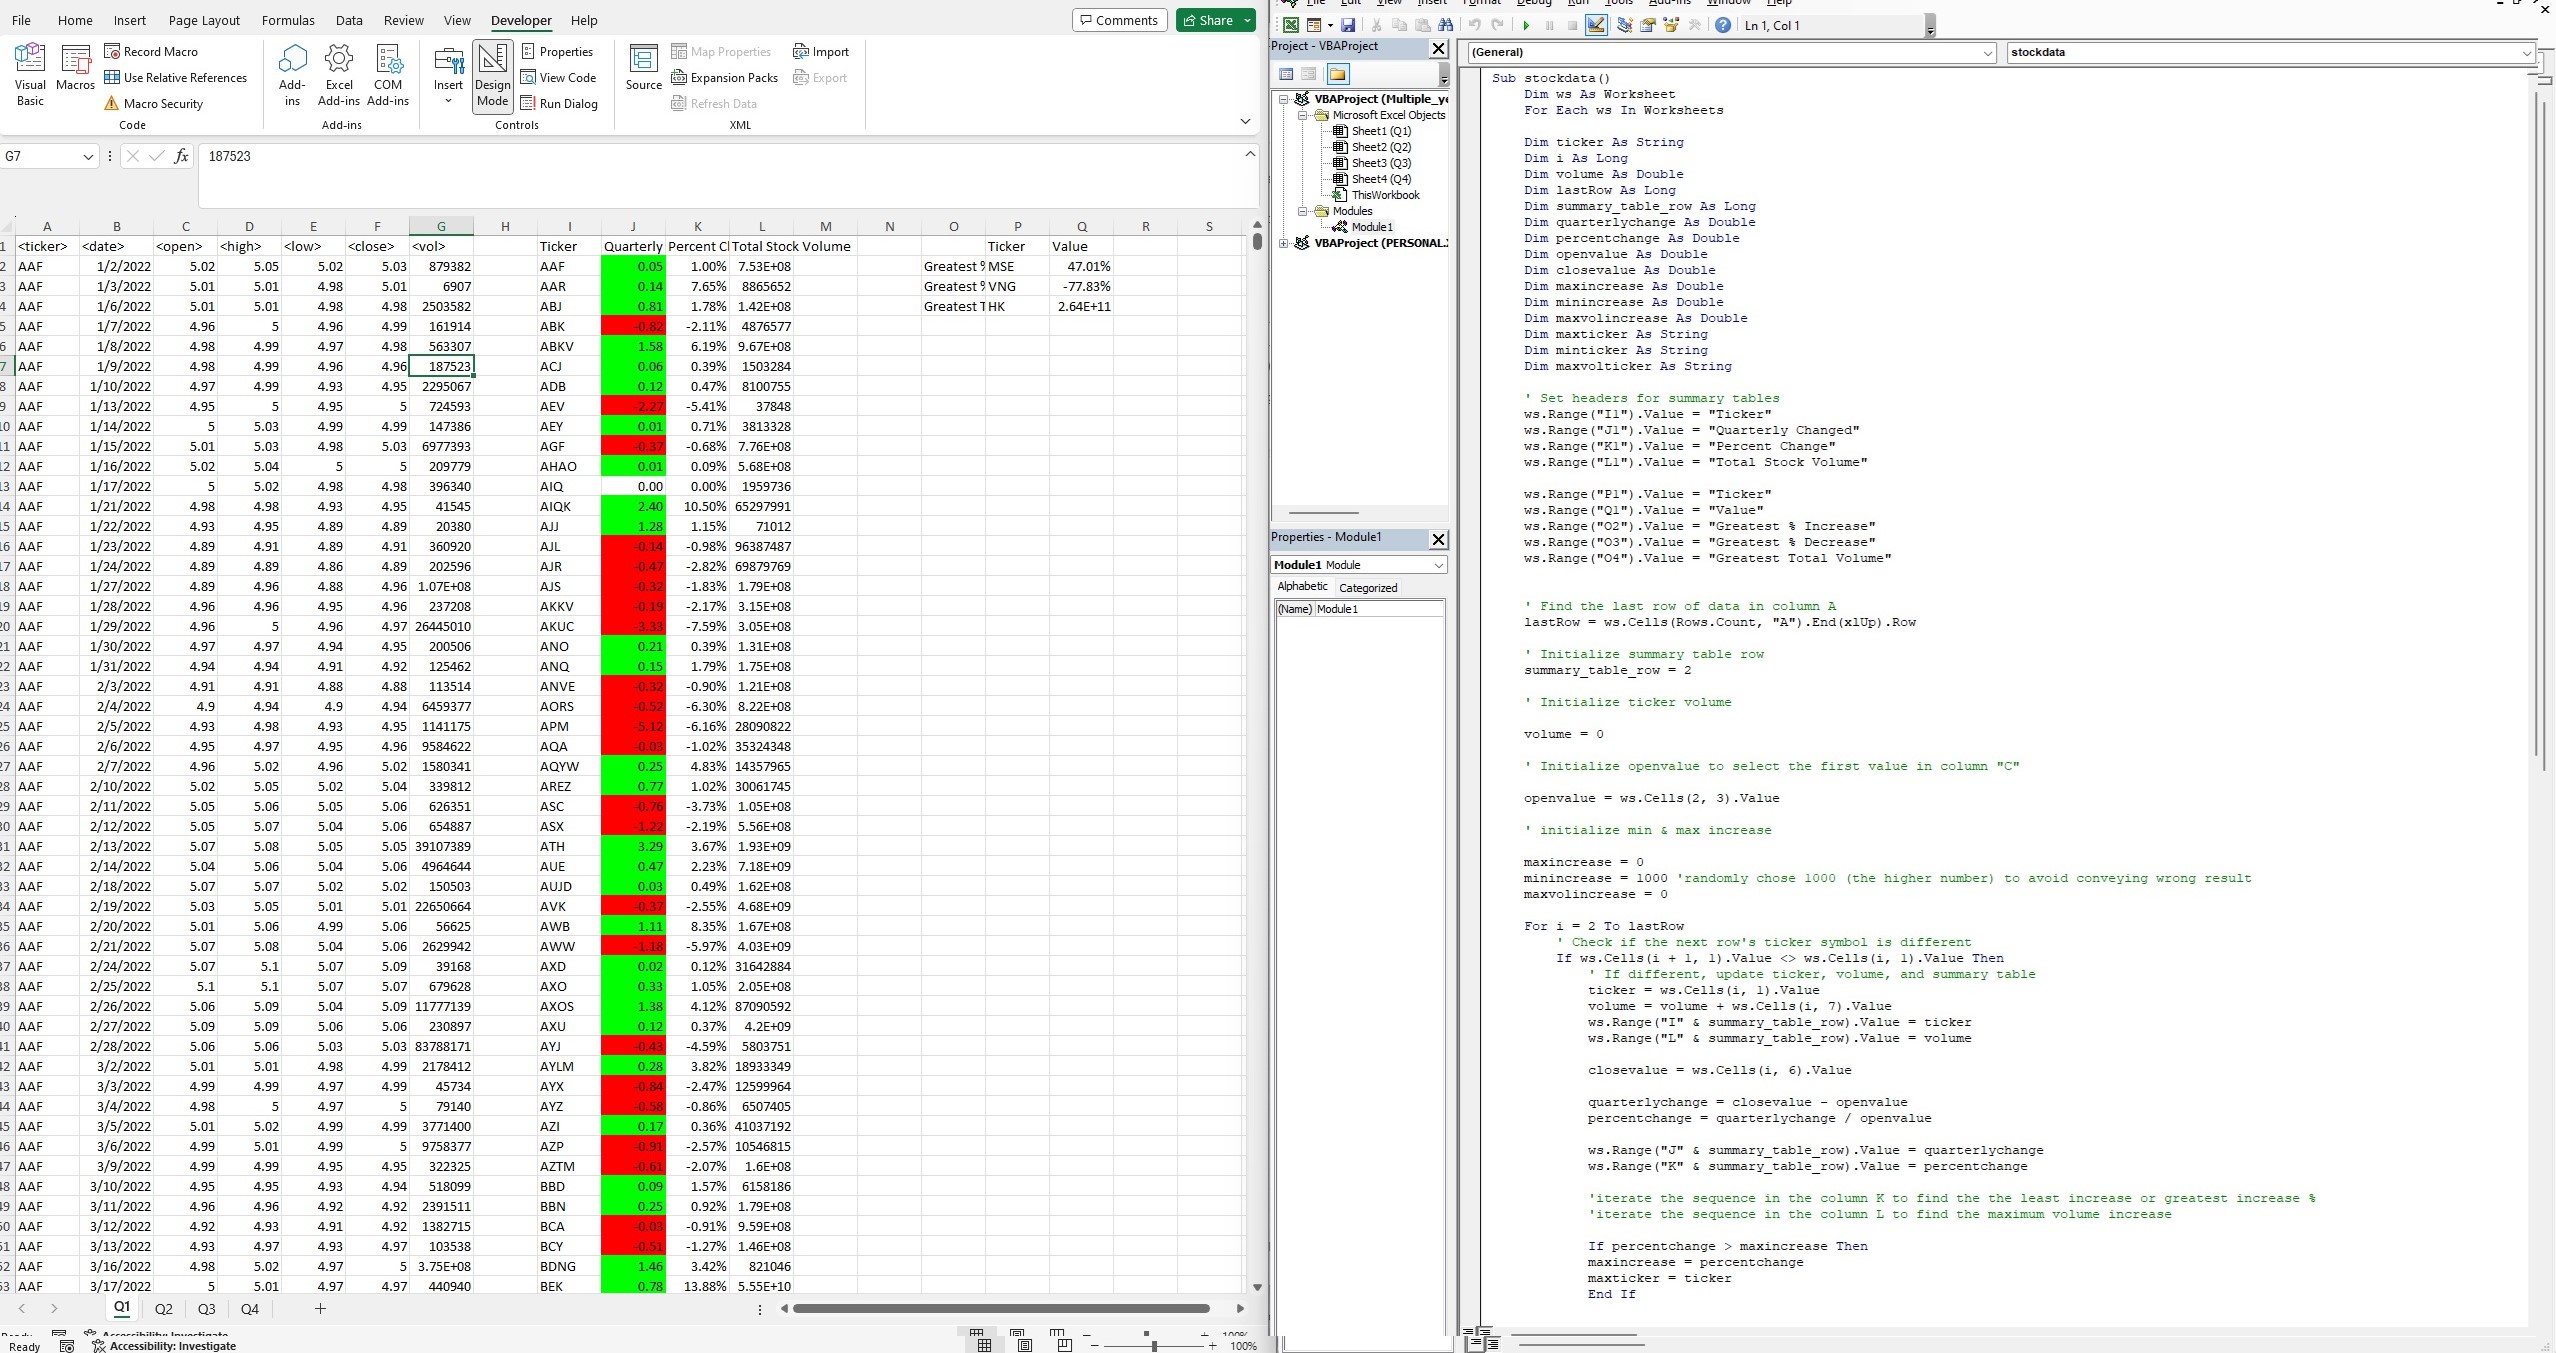 File Home Insert Page Layout Formulas Data Review View Developer Help Comments Share
Visual Basic
Macros
Record Macro
Use Relative References
Macro Security
Code
Add-ins
Excel Add-ins
COM Add-ins
Add-ins
Insert
Design Mode
Properties
View Code
Run Dialog
Controls
Source
Map Properties
Expansion Packs
Refresh Data
Import
Export
XML
G7 fx 187523
A B C D E F G H I J K L M N O P Q R S
1 <ticker> <date> <open> <high> <low> <close> <vol> Ticker Quarterly Percent Cl Total Stock Volume Ticker Value
2 AAF 1/2/2022 5.02 5.05 5.02 5.03 879382 AAF 0.05 1.00% 7.53E+08 Greatest % MSE 47.01%
3 AAF 1/3/2022 5.01 5.01 4.98 5.01 6907 AAR 0.14 7.65% 8865652 Greatest % VNG -77.83%
4 AAF 1/6/2022 5.01 5.01 4.98 4.98 2503582 ABJ 0.81 1.78% 1.42E+08 Greatest T HK 2.64E+11
5 AAF 1/7/2022 4.96 5 4.96 4.99 161914 ABK -0.82 -2.11% 4876577
6 AAF 1/8/2022 4.98 4.99 4.97 4.98 563307 ABKV 1.58 6.19% 9.67E+08
7 AAF 1/9/2022 4.98 4.99 4.96 4.96 187523 ACJ 0.06 0.39% 1503284
8 AAF 1/10/2022 4.97 4.99 4.93 4.95 2295067 ADB 0.12 0.47% 8100755
9 AAF 1/13/2022 4.95 5 4.95 5 724593 AEV -2.27 -5.41% 37848
10 AAF 1/14/2022 5 5.03 4.99 4.99 147386 AEY 0.01 0.71% 3813328
11 AAF 1/15/2022 5.01 5.03 4.98 5.03 6977393 AGF -0.37 -0.68% 7.76E+08
12 AAF 1/16/2022 5.02 5.04 5 5 209779 AHAO 0.01 0.09% 5.68E+08
13 AAF 1/17/2022 5 5.02 4.98 4.98 396340 AIQ 0.00 0.00% 1959736
14 AAF 1/21/2022 4.98 4.98 4.93 4.95 41545 AIQK 2.40 10.50% 65297991
15 AAF 1/22/2022 4.93 4.95 4.89 4.89 20380 AJJ 1.28 1.15% 71012
16 AAF 1/23/2022 4.89 4.91 4.89 4.91 360920 AJL -0.14 -0.98% 96387487
17 AAF 1/24/2022 4.89 4.89 4.86 4.89 202596 AJR -0.47 -2.82% 69879769
18 AAF 1/27/2022 4.89 4.96 4.88 4.96 1.07E+08 AJS -0.32 -1.83% 1.79E+08
19 AAF 1/28/2022 4.96 4.96 4.95 4.96 237208 AKKV -0.19 -2.17% 3.15E+08
20 AAF 1/29/2022 4.96 5 4.96 4.97 26445010 AKUC -3.33 -7.59% 3.05E+08
21 AAF 1/30/2022 4.97 4.97 4.94 4.95 200506 ANO 0.21 0.39% 1.31E+08
22 AAF 1/31/2022 4.94 4.94 4.91 4.92 125462 ANQ 0.15 1.79% 1.75E+08
23 AAF 2/3/2022 4.91 4.91 4.88 4.88 113514 ANVE -0.32 -0.90% 1.21E+08
24 AAF 2/4/2022 4.9 4.94 4.9 4.94 6459377 AORS -0.52 -6.30% 8.22E+08
25 AAF 2/5/2022 4.93 4.98 4.93 4.95 1141175 APM -5.12 -6.16% 28090822
26 AAF 2/6/2022 4.95 4.97 4.95 4.96 9584622 AQA -0.03 -1.02% 35324348
27 AAF 2/7/2022 4.96 5.02 4.96 5.02 1580341 AQYW 0.25 4.83% 14357965
28 AAF 2/10/2022 5.02 5.05 5.02 5.04 339812 AREZ 0.77 1.02% 30061745
29 AAF 2/11/2022 5.05 5.06 5.05 5.06 626351 ASC -0.76 -3.73% 1.05E+08
30 AAF 2/12/2022 5.05 5.07 5.04 5.06 654887 ASX -1.22 -2.19% 5.56E+08
31 AAF 2/13/2022 5.07 5.08 5.05 5.05 39107389 ATH 3.29 3.67% 1.93E+09
32 AAF 2/14/2022 5.04 5.06 5.04 5.06 4964644 AUE 0.47 2.23% 7.18E+09
33 AAF 2/18/2022 5.07 5.07 5.02 5.02 150503 AUJD 0.03 0.49% 1.62E+08
34 AAF 2/19/2022 5.03 5.05 5.01 5.01 22650664 AVK -0.37 -2.55% 4.68E+09
35 AAF 2/20/2022 5.01 5.06 4.99 5.06 56625 AWB 1.11 8.35% 1.67E+08
36 AAF 2/21/2022 5.07 5.08 5.04 5.06 2629942 AWW -1.18 -5.97% 4.03E+09
37 AAF 2/24/2022 5.07 5.1 5.07 5.09 39168 AXD 0.02 0.12% 31642884
38 AAF 2/25/2022 5.1 5.1 5.07 5.07 679628 AXO 0.33 1.05% 2.05E+08
39 AAF 2/26/2022 5.06 5.09 5.04 5.09 11777139 AXOS 1.38 4.12% 87090592
40 AAF 2/27/2022 5.09 5.09 5.06 5.06 230897 AXU 0.12 0.37% 4.2E+09
41 AAF 2/28/2022 5.06 5.06 5.03 5.03 83788171 AYJ -0.43 -4.59% 5803751
42 AAF 3/2/2022 5.01 5.01 4.98 4.99 2178412 AYLM 0.28 3.82% 18933349
43 AAF 3/3/2022 4.99 4.99 4.97 4.99 45734 AYX -0.84 -2.47% 12599964
44 AAF 3/4/2022 4.98 5 4.97 5 79140 AYZ -0.58 -0.86% 6507405
45 AAF 3/5/2022 5.01 5.02 4.99 4.99 3771400 AZI 0.17 0.36% 41037192
46 AAF 3/6/2022 4.99 5.01 4.99 5 9758377 AZP -0.91 -2.57% 10546815
47 AAF 3/9/2022 4.99 4.99 4.95 4.95 322325 AZTM -0.61 -2.07% 1.6E+08
48 AAF 3/10/2022 4.95 4.95 4.93 4.94 518099 BBD 0.09 1.57% 6158186
49 AAF 3/11/2022 4.96 4.96 4.92 4.92 2391511 BBN 0.25 0.92% 1.79E+08
50 AAF 3/12/2022 4.92 4.93 4.91 4.92 1382715 BCA -0.03 -0.91% 9.59E+08
51 AAF 3/13/2022 4.93 4.97 4.93 4.97 103538 BCY -0.51 -1.27% 1.46E+08
52 AAF 3/16/2022 4.98 5.02 4.97 5 3.75E+08 BDNG 1.46 3.42% 821046
53 AAF 3/17/2022 5 5.01 4.97 4.97 440940 BEK 0.78 13.88% 5.55E+10
Q1 Q2 Q3 Q4
Ready Accessibility: Investigate 100%
File Edit View Insert Format Debug Run Tools Add-Ins Window Help
Ln 1, Col 1
Project - VBAProject
VBAProject (Multiple_ye
Microsoft Excel Objects
Sheet1 (Q1)
Sheet2 (Q2)
Sheet3 (Q3)
Sheet4 (Q4)
ThisWorkbook
Modules
Module1
VBAProject (PERSONAL.
Properties - Module1
Module1 Module
Alphabetic Categorized
(Name) Module1
(General) stockdata
Sub stockdata()
Dim ws As Worksheet
For Each ws In Worksheets
Dim ticker As String
Dim i As Long
Dim volume As Double
Dim lastRow As Long
Dim summary_table_row As Long
Dim quarterlychange As Double
Dim percentchange As Double
Dim openvalue As Double
Dim closevalue As Double
Dim maxincrease As Double
Dim minincrease As Double
Dim maxvolincrease As Double
Dim maxticker As String
Dim minticker As String
Dim maxvolticker As String
' Set headers for summary tables
ws.Range("I1").Value = "Ticker"
ws.Range("J1").Value = "Quarterly Changed"
ws.Range("K1").Value = "Percent Change"
ws.Range("L1").Value = "Total Stock Volume"
ws.Range("P1").Value = "Ticker"
ws.Range("Q1").Value = "Value"
ws.Range("O2").Value = "Greatest % Increase"
ws.Range("O3").Value = "Greatest % Decrease"
ws.Range("O4").Value = "Greatest Total Volume"
' Find the last row of data in column A
lastRow = ws.Cells(Rows.Count, "A").End(xlUp).Row
' Initialize summary table row
summary_table_row = 2
' Initialize ticker volume
volume = 0
' Initialize openvalue to select the first value in column "C"
openvalue = ws.Cells(2, 3).Value
' initialize min & max increase
maxincrease = 0
minincrease = 1000 'randomly chose 1000 (the higher number) to avoid conveying wrong result
maxvolincrease = 0
For i = 2 To lastRow
' Check if the next row's ticker symbol is different
If ws.Cells(i + 1, 1).Value <> ws.Cells(i, 1).Value Then
' If different, update ticker, volume, and summary table
ticker = ws.Cells(i, 1).Value
volume = volume + ws.Cells(i, 7).Value
ws.Range("I" & summary_table_row).Value = ticker
ws.Range("L" & summary_table_row).Value = volume
closevalue = ws.Cells(i, 6).Value
quarterlychange = closevalue - openvalue
percentchange = quarterlychange / openvalue
ws.Range("J" & summary_table_row).Value = quarterlychange
ws.Range("K" & summary_table_row).Value = percentchange
'iterate the sequence in the column K to find the the least increase or greatest increase %
'iterate the sequence in the column L to find the maximum volume increase
If percentchange > maxincrease Then
maxincrease = percentchange
maxticker = ticker
End If